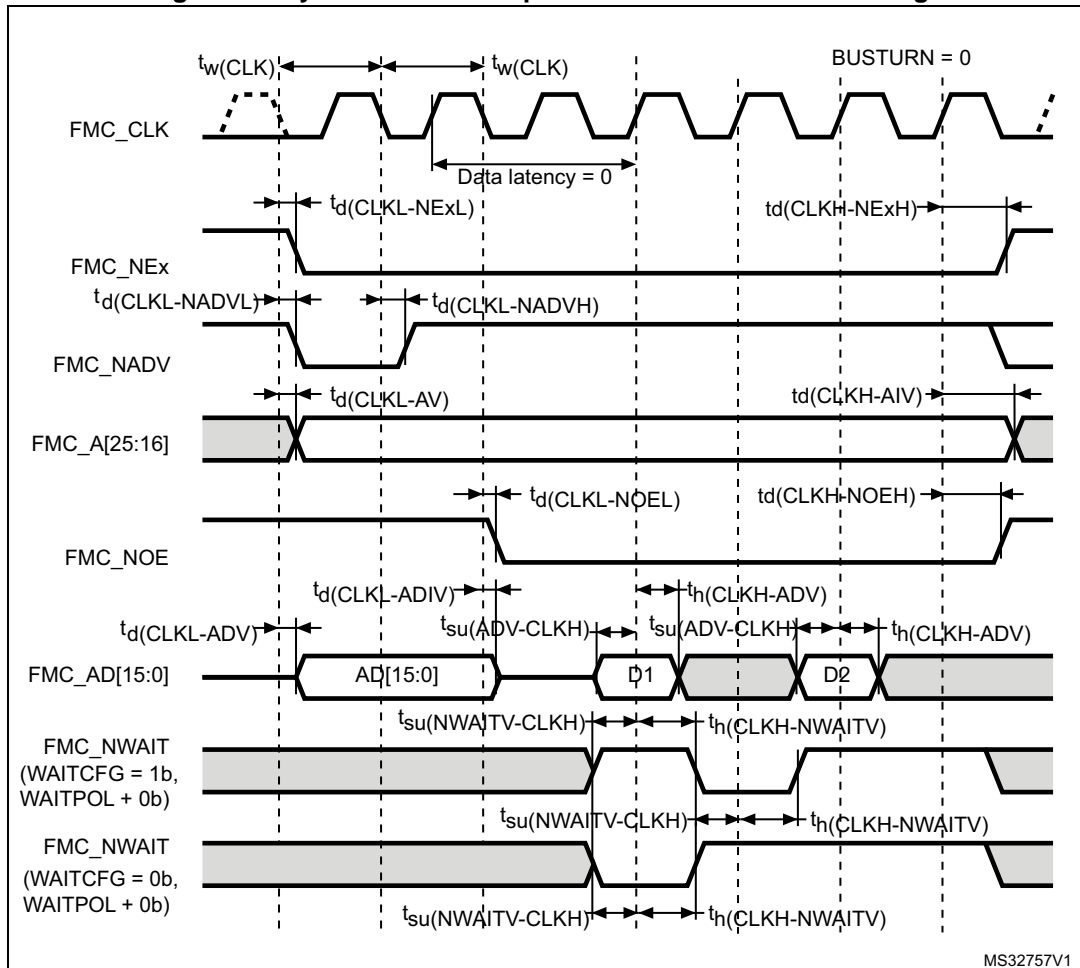 BUSTURN = 0
tw(CLK) tw(CLK)
FMC_CLK
Data latency = 0
td(CLKL-NExL) td(CLKH-NExH)
FMC_NEx
td(CLKL-NADVL) td(CLKL-NADVH)
FMC_NADV
td(CLKL-AV) td(CLKH-AIV)
FMC_A[25:16]
td(CLKL-NOEL) td(CLKH-NOEH)
FMC_NOE
td(CLKL-ADIV) th(CLKH-ADV)
td(CLKL-ADV) tsu(ADV-CLKH) tsu(ADV-CLKH) th(CLKH-ADV)
FMC_AD[15:0] AD[15:0] D1 D2
tsu(NWAITV-CLKH) th(CLKH-NWAITV)
FMC_NWAIT
(WAITCFG = 1b,
WAITPOL + 0b)
tsu(NWAITV-CLKH) th(CLKH-NWAITV)
FMC_NWAIT
(WAITCFG = 0b,
WAITPOL + 0b)
tsu(NWAITV-CLKH) th(CLKH-NWAITV)
MS32757V1